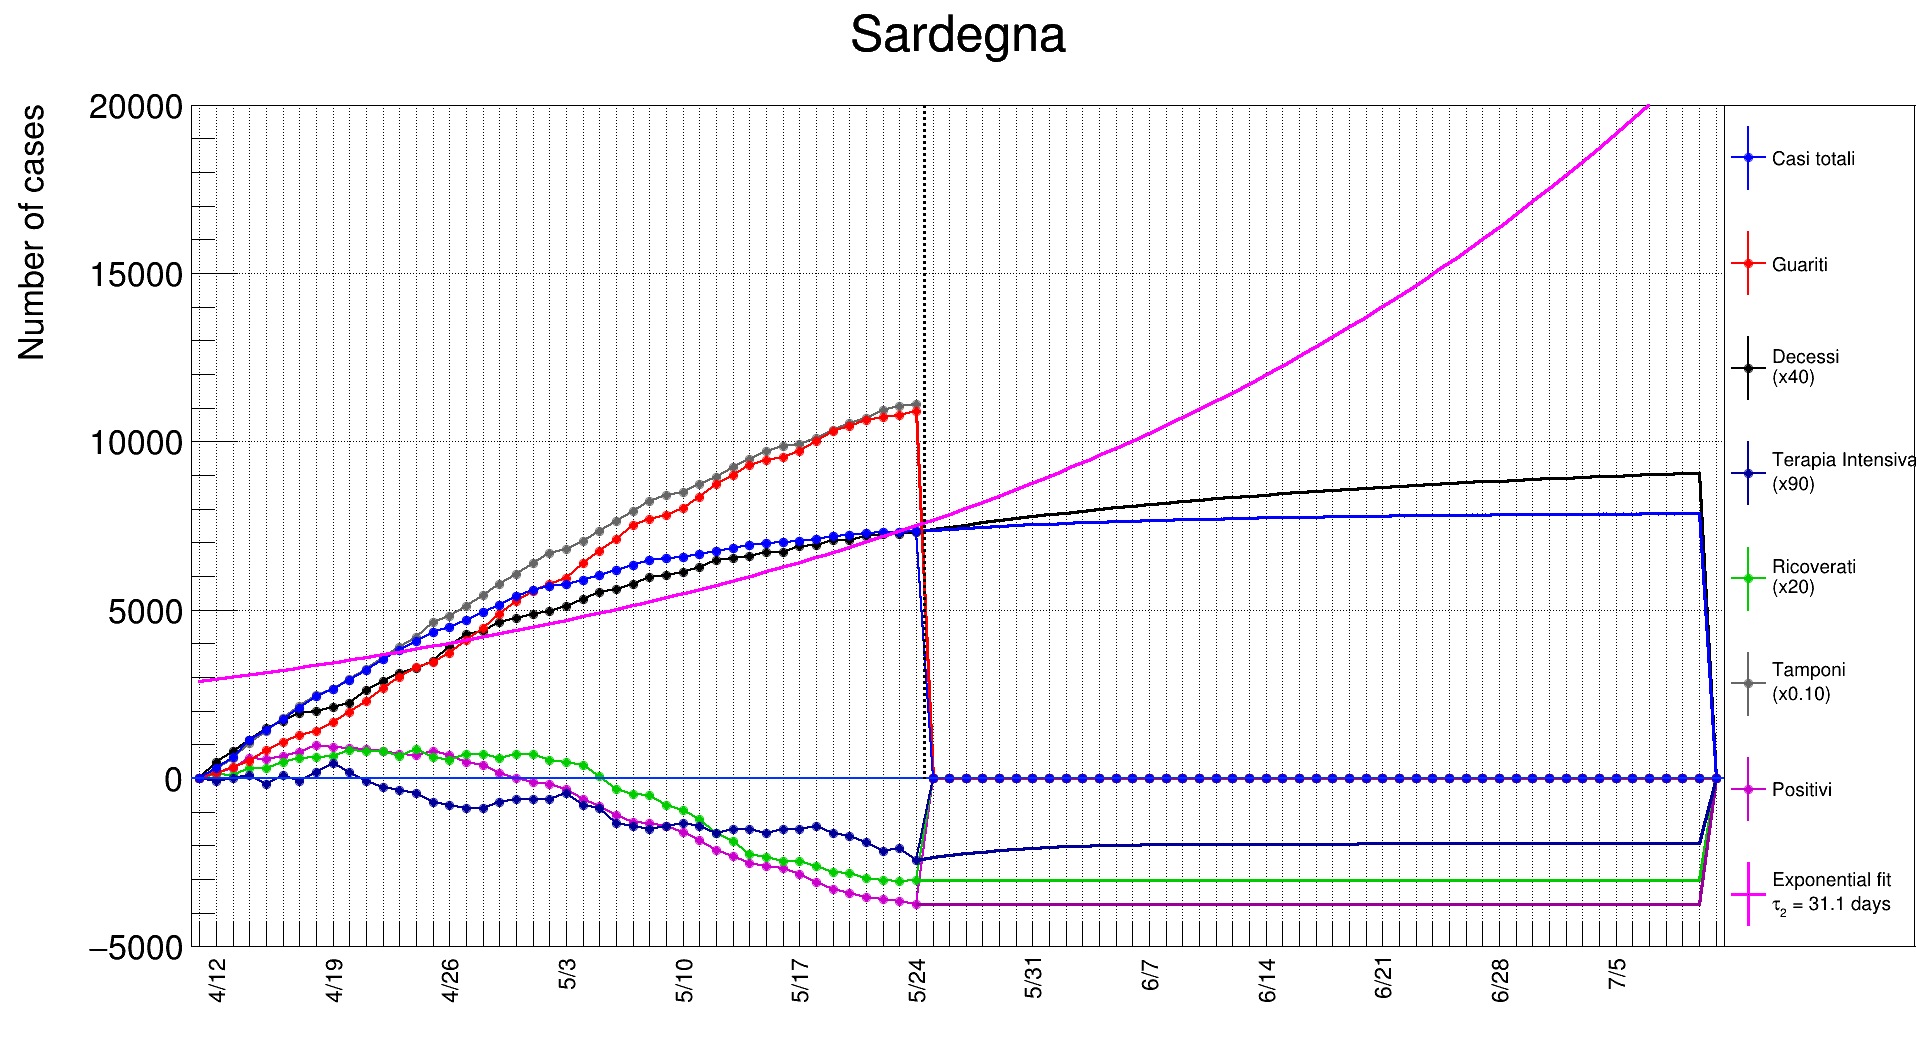 Sardegna
Number of cases
20000
15000
10000
5000
0
−5000
4/12
4/19
4/26
5/3
5/10
5/17
5/24
5/31
6/7
6/14
6/21
6/28
7/5
Casi totali
Guariti
Decessi
(x40)
Terapia Intensiva
(x90)
Ricoverati
(x20)
Tamponi
(x0.10)
Positivi
Exponential fit
τ2 = 31.1 days